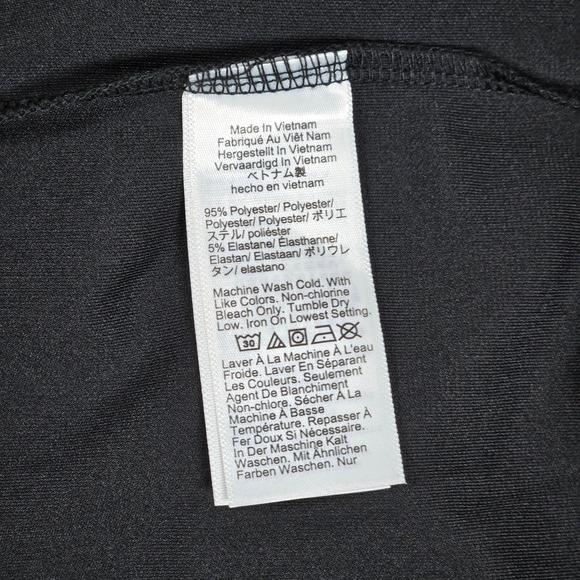 Made In Vietnam
Fabriqué Au Viêt Nam
Hergestellt In Vietnam
Vervaardigd In Vietnam
ベトナム製
hecho en vietnam
95% Polyester/ Polyester/
Polyester/ Polyester/ ポリエ
ステル/ poliéster
5% Elastane/ Élasthanne/
Elastan/ Elastaan/ ポリウレ
タン/ elastano
Machine Wash Cold. With
Like Colors. Non-chlorine
Bleach Only. Tumble Dry
Low. Iron On Lowest Setting.
30
Laver À La Machine À L'eau
Froide. Laver En Séparant
Les Couleurs. Seulement
Agent De Blanchiment
Non-chlore. Sécher À La
Machine À Basse
Température. Repasser À
Fer Doux Si Nécessaire.
In Der Maschine Kalt
Waschen. Mit Ähnlichen
Farben Waschen. Nur